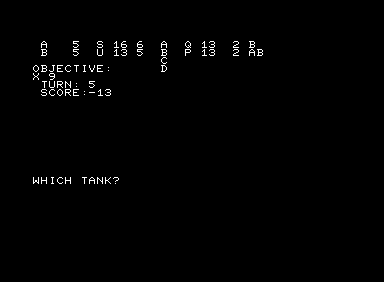 A 5 S 16 6 A Q 13 2 B
B 5 U 13 5 B P 13 2 AB
C
OBJECTIVE: D
X 9
TURN: 5
SCORE:-13
WHICH TANK?